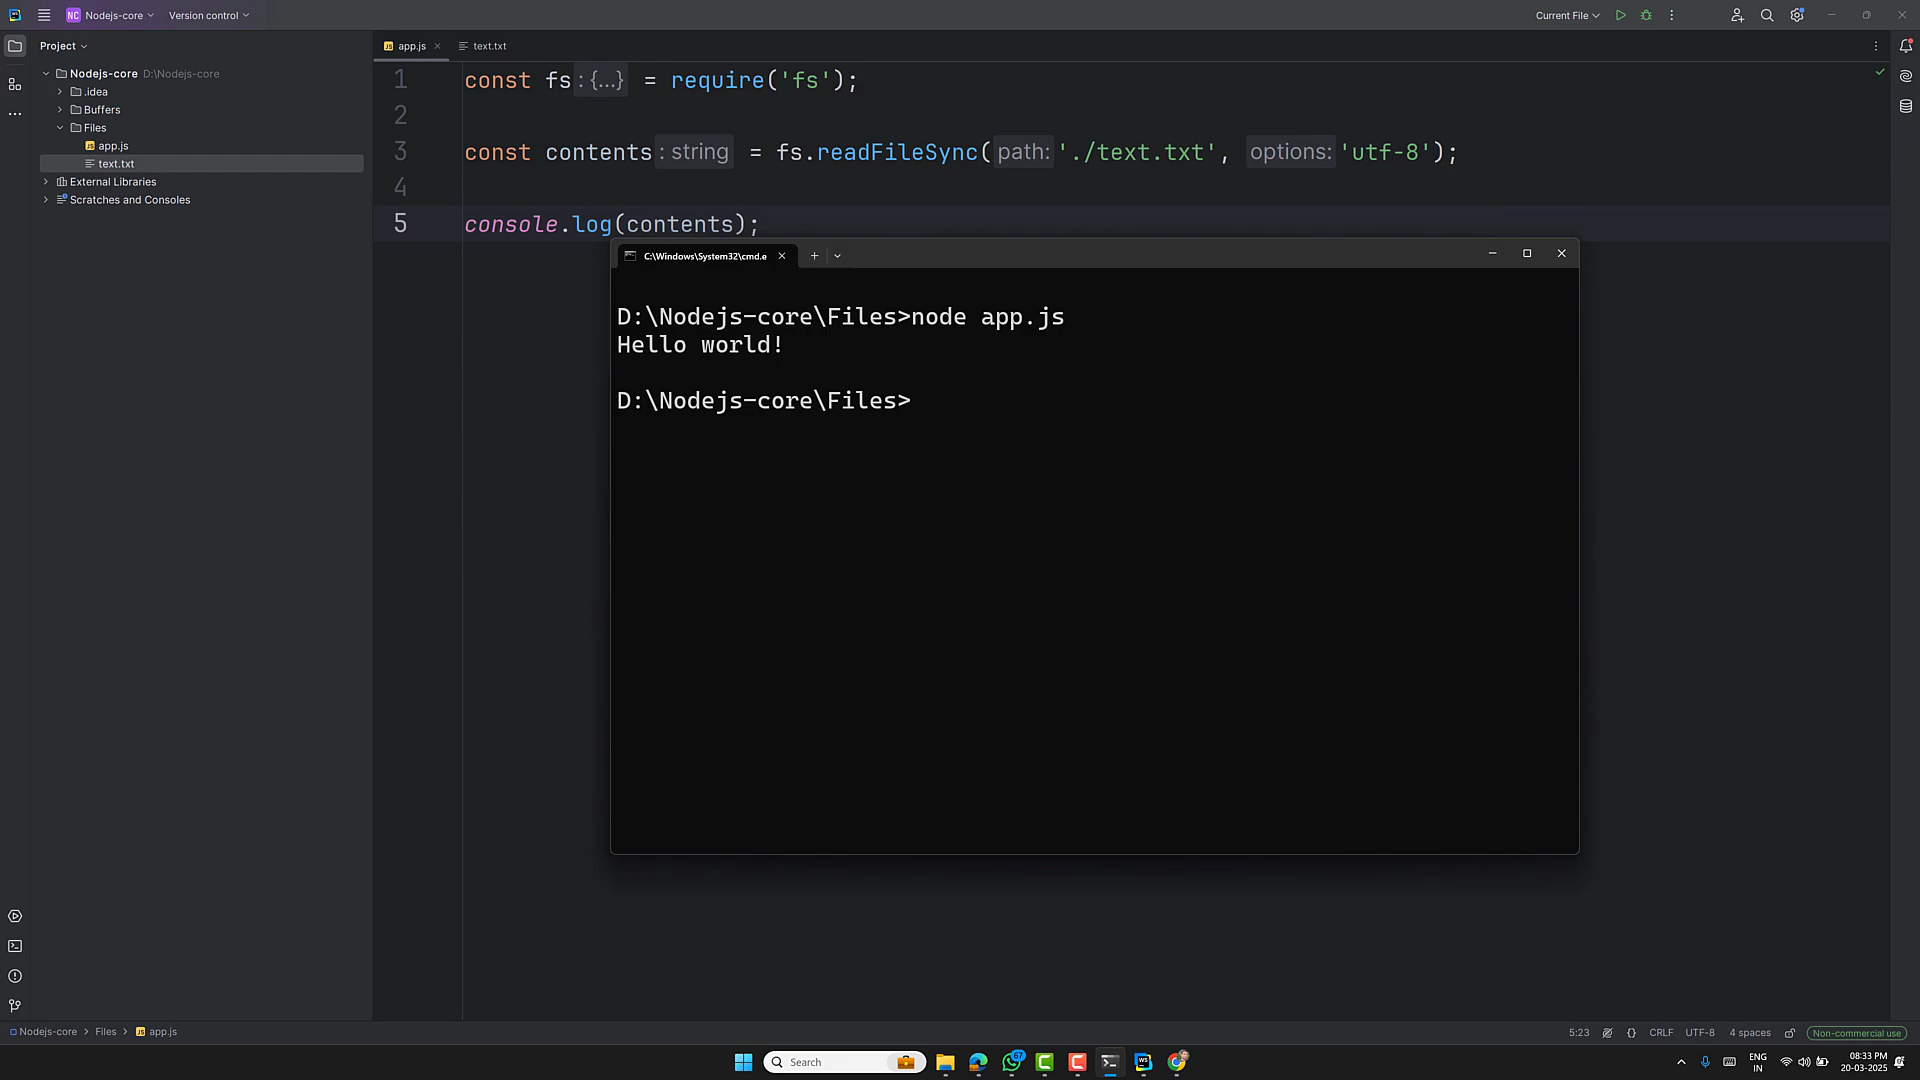 NC Nodejs-core Version control Current File
Project app.js text.txt
Nodejs-core D:\Nodejs-core
.idea
Buffers
Files
app.js
text.txt
External Libraries
Scratches and Consoles
1 const fs : {...} = require('fs');
2
3 const contents : string = fs.readFileSync( path: './text.txt', options: 'utf-8');
4
5 console.log(contents);
C:\Windows\System32\cmd.e
D:\Nodejs-core\Files>node app.js
Hello world!
D:\Nodejs-core\Files>
Nodejs-core Files app.js 5:23 CRLF UTF-8 4 spaces Non-commercial use
Search 67 ENG 08:33 PM
IN 20-03-2025